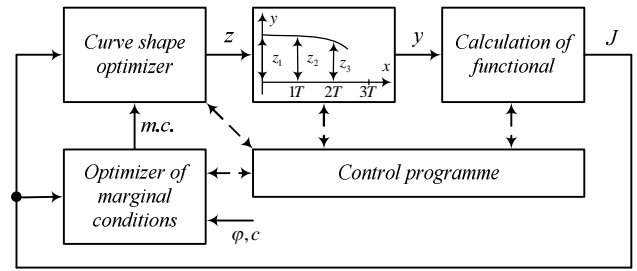 Curve shape
optimizer
z
y
z1 z2 z3
x
1T 2T 3T
y
Calculation of
functional
J
m.c.
Optimizer of
marginal
conditions
Control programme
φ, c